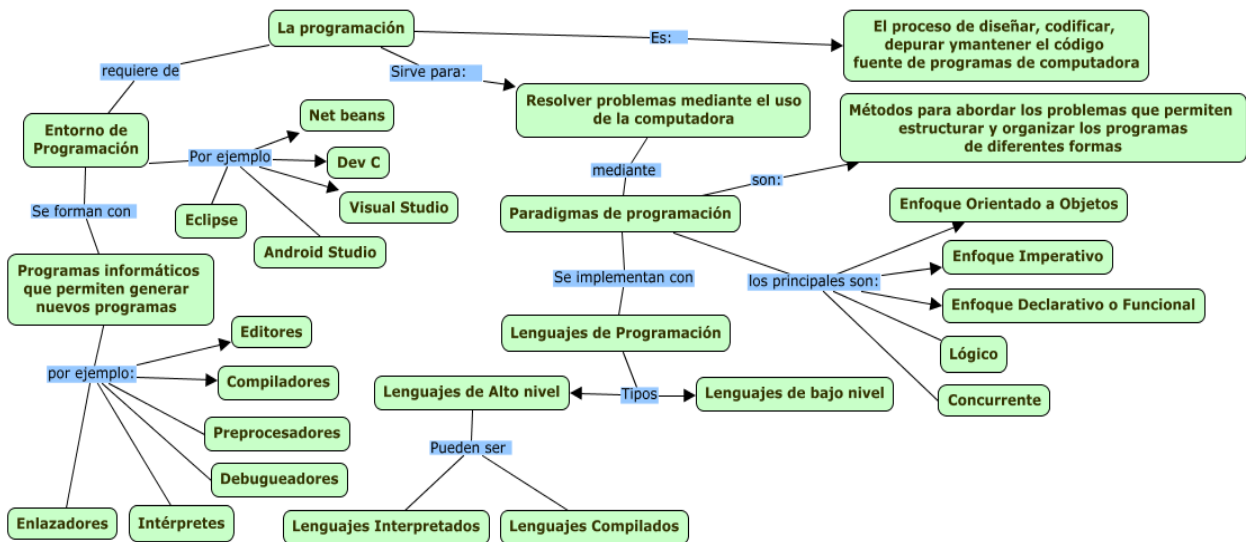 La programación
Es:
El proceso de diseñar, codificar,
depurar ymantener el código
fuente de programas de computadora
requiere de
Sirve para:
Entorno de
Programación
Por ejemplo
Net beans
Dev C
Visual Studio
Eclipse
Android Studio
Resolver problemas mediante el uso
de la computadora
mediante
Métodos para abordar los problemas que permiten
estructurar y organizar los programas
de diferentes formas
son:
Paradigmas de programación
Se forman con
Programas informáticos
que permiten generar
nuevos programas
por ejemplo:
Editores
Compiladores
Preprocesadores
Debugueadores
Enlazadores
Intérpretes
Se implementan con
los principales son:
Enfoque Orientado a Objetos
Enfoque Imperativo
Enfoque Declarativo o Funcional
Lógico
Concurrente
Lenguajes de Programación
Tipos
Lenguajes de Alto nivel
Lenguajes de bajo nivel
Pueden ser
Lenguajes Interpretados
Lenguajes Compilados